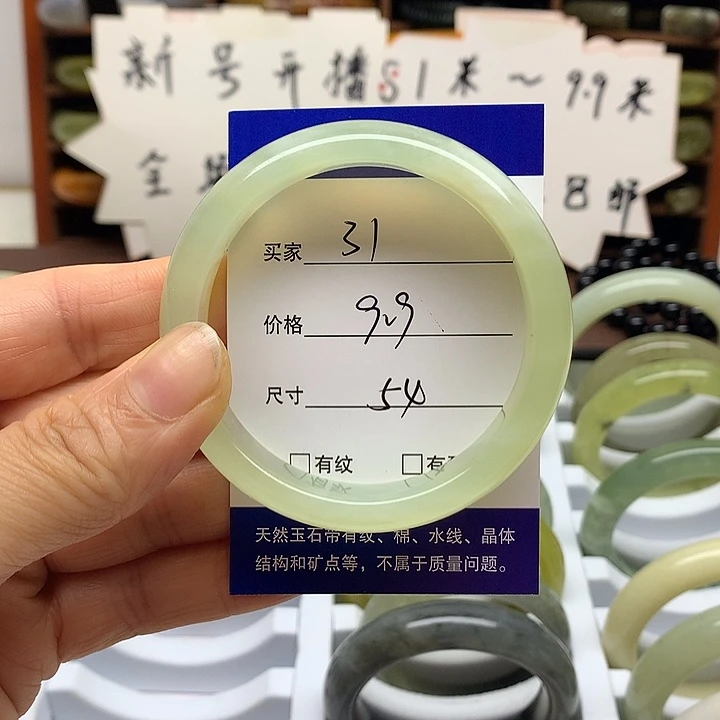 新号开播81米~9.9米
全
8邮
买家 31
价格 9.9
尺寸 54
有纹
有
天然玉石带有纹、棉、水线、晶体
结构和矿点等，不属于质量问题。